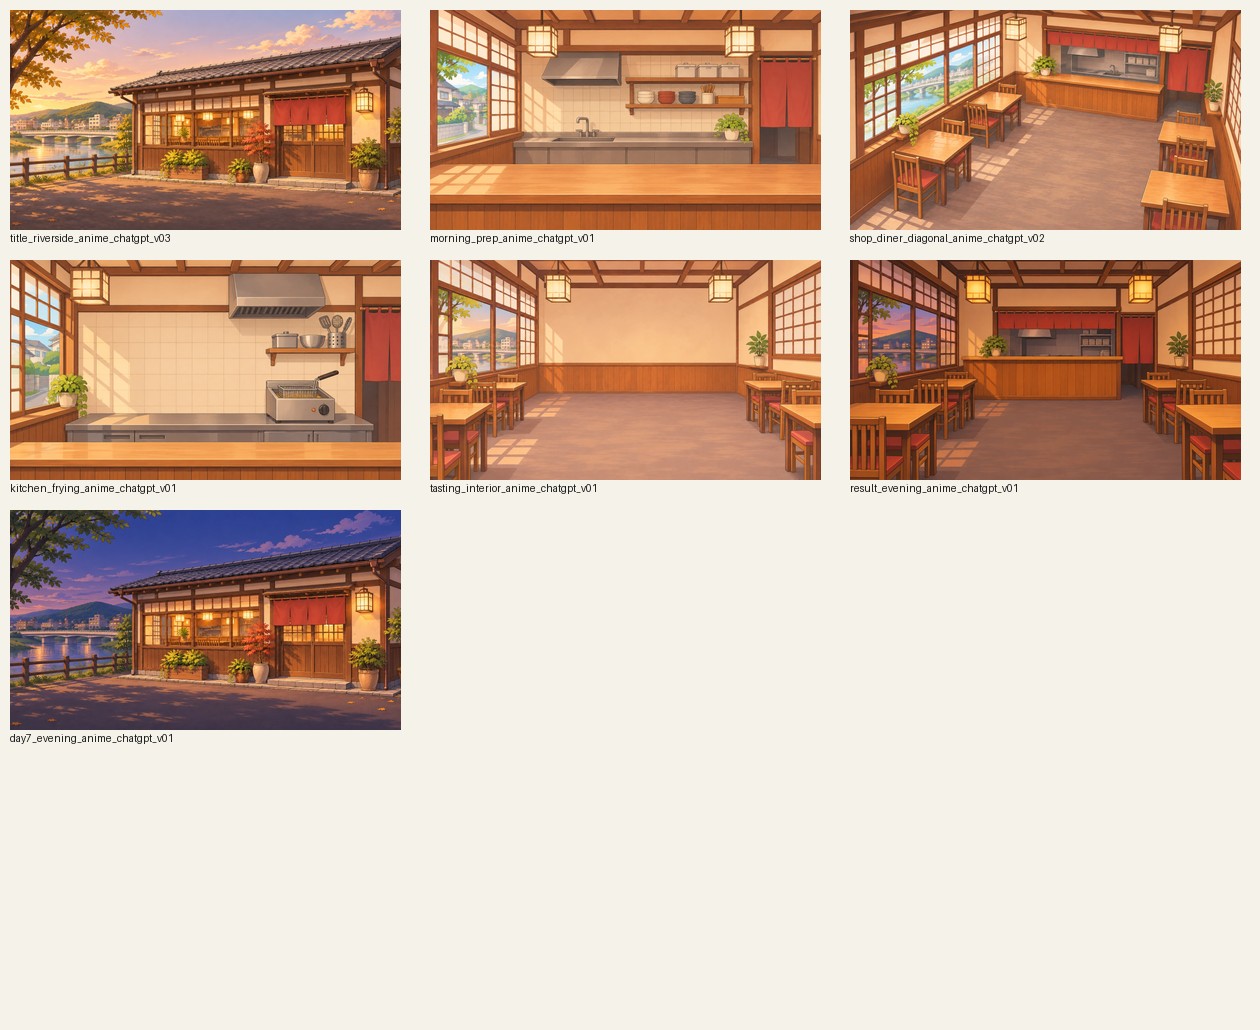 title_riverside_anime_chatgpt_v03
morning_prep_anime_chatgpt_v01
shop_diner_diagonal_anime_chatgpt_v02
kitchen_frying_anime_chatgpt_v01
tasting_interior_anime_chatgpt_v01
result_evening_anime_chatgpt_v01
day7_evening_anime_chatgpt_v01